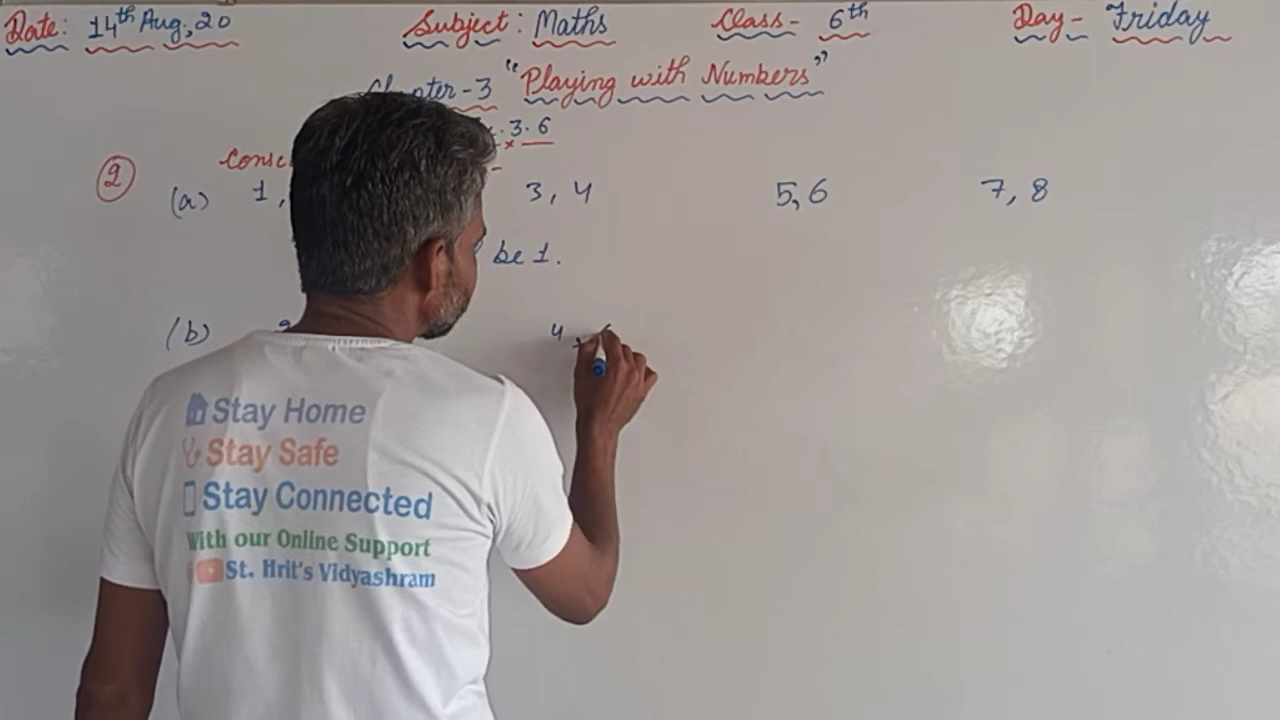 Date: 14th Aug,20 Subject: Maths Class- 6th Day- Friday
Chapter-3 "Playing with Numbers"
3.6
2
(a) 1, 3, 4 5,6 7, 8
be 1.
(b) 4,
Stay Home
Stay Safe
Stay Connected
With our Online Support
St. Hrit's Vidyashram